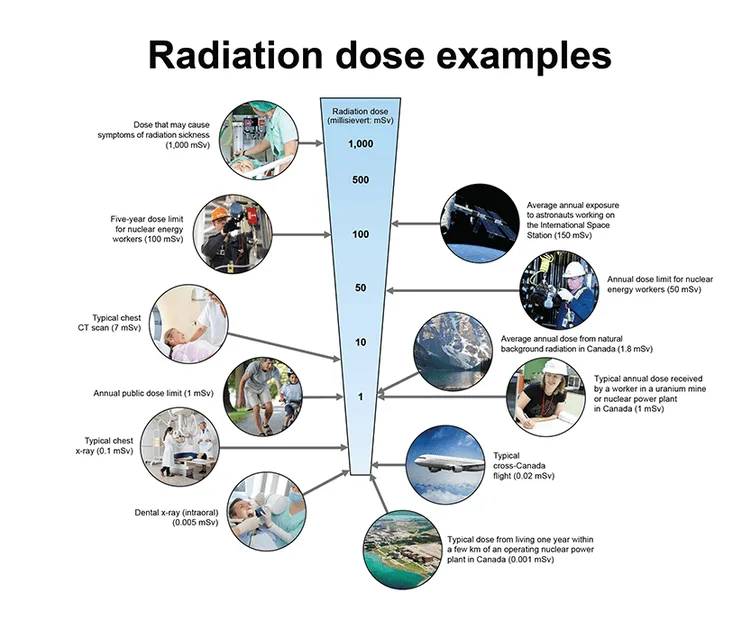 Radiation dose examples
Radiation dose
(millisievert: mSv)
1,000
500
100
50
10
1
Dose that may cause
symptoms of radiation sickness
(1,000 mSv)
Average annual exposure
to astronauts working on
the International Space
Station (150 mSv)
Five-year dose limit
for nuclear energy
workers (100 mSv)
Annual dose limit for nuclear
energy workers (50 mSv)
Typical chest
CT scan (7 mSv)
Average annual dose from natural
background radiation in Canada (1.8 mSv)
Annual public dose limit (1 mSv)
Typical annual dose received
by a worker in a uranium mine
or nuclear power plant
in Canada (1 mSv)
Typical chest
x-ray (0.1 mSv)
Typical
cross-Canada
flight (0.02 mSv)
Dental x-ray (intraoral)
(0.005 mSv)
Typical dose from living one year within
a few km of an operating nuclear power
plant in Canada (0.001 mSv)